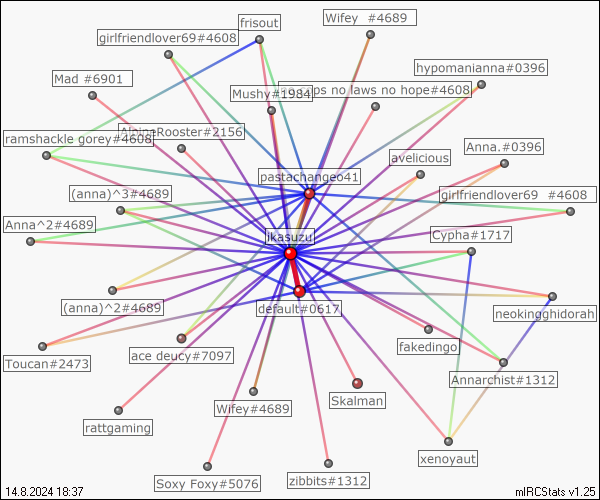 frisout
Wifey  #4689
girlfriendlover69#4608
hypomanianna#0396
Mad #6901
no laws no hope#4608
Mushy#1984
AlpineRooster#2156
ramshackle gorey#4608
Anna.#0396
avelicious
pastachangeo41
(anna)^3#4689
girlfriendlover69  #4608
Anna^2#4689
ikasuzu
Cypha#1717
(anna)^2#4689
default#0617
neokingghidorah
fakedingo
ace deucy#7097
Toucan#2473
Annarchist#1312
Skalman
Wifey#4689
rattgaming
xenoyaut
Soxy Foxy#5076
zibbits#1312
14.8.2024 18:37
mIRCStats v1.25